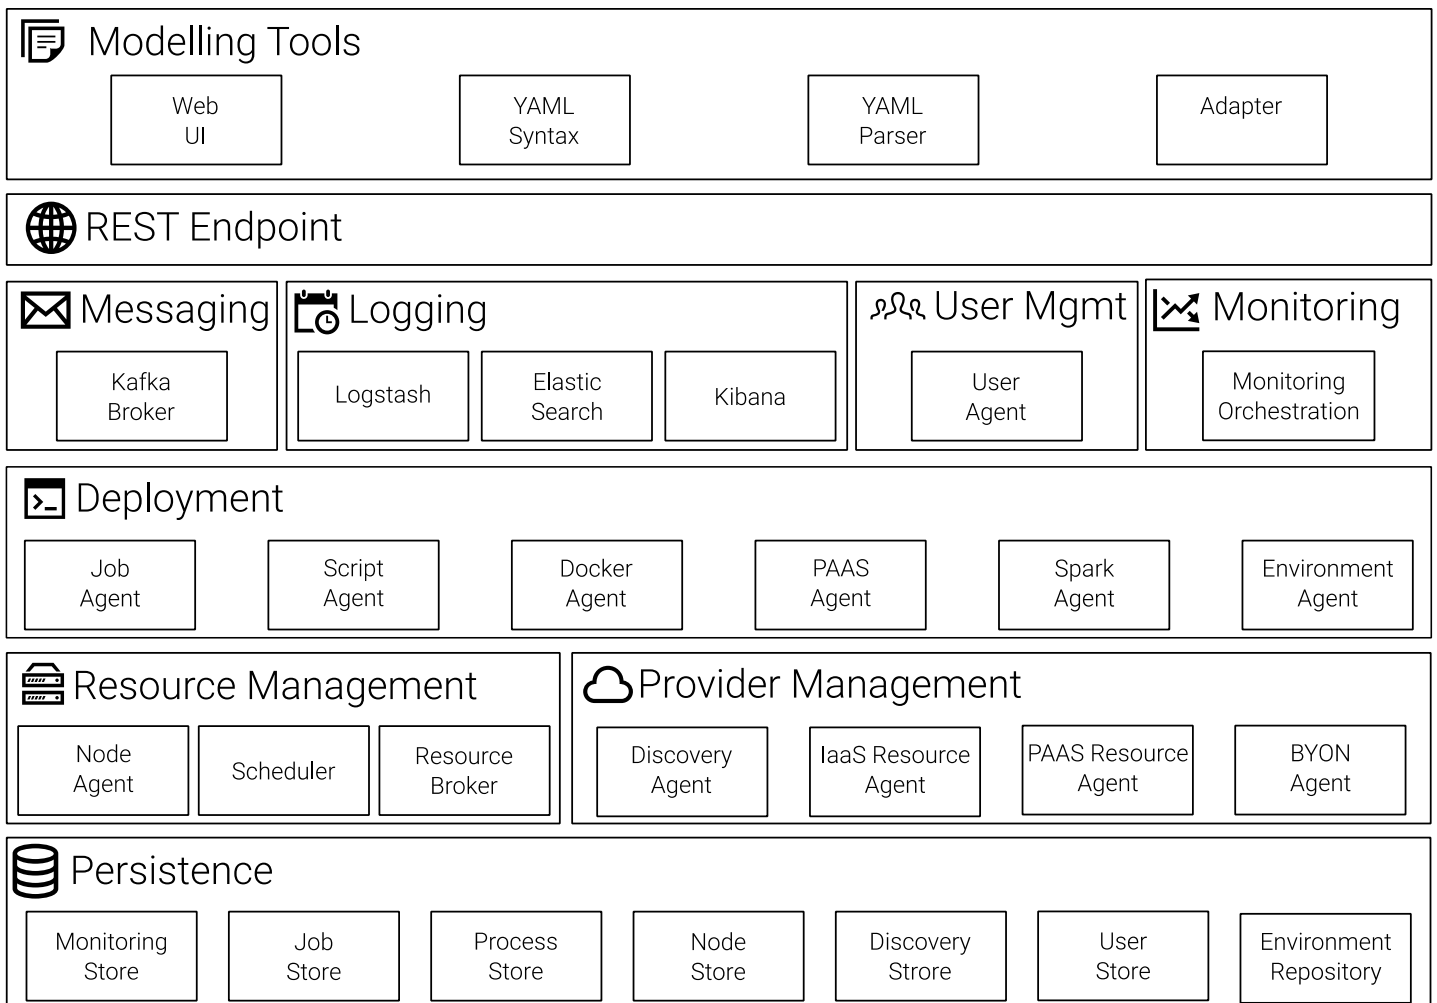 Modelling Tools
Web
UI
YAML
Syntax
YAML
Parser
Adapter
REST Endpoint
Messaging
Kafka
Broker
Logging
Logstash
Elastic
Search
Kibana
User Mgmt
User
Agent
Monitoring
Monitoring
Orchestration
Deployment
Job
Agent
Script
Agent
Docker
Agent
PAAS
Agent
Spark
Agent
Environment
Agent
Resource Management
Node
Agent
Scheduler
Resource
Broker
Provider Management
Discovery
Agent
IaaS Resource
Agent
PAAS Resource
Agent
BYON
Agent
Persistence
Monitoring
Store
Job
Store
Process
Store
Node
Store
Discovery
Strore
User
Store
Environment
Repository